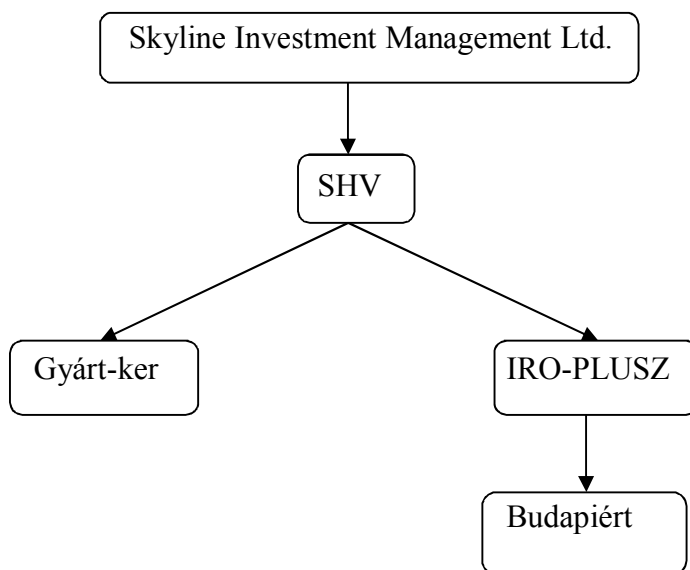 Skyline Investment Management Ltd.
SHV
Gyárt-ker
IRO-PLUSZ
Budapiért